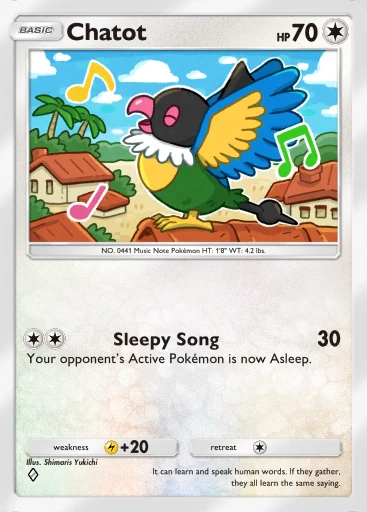 BASIC Chatot HP 70
NO. 0441 Music Note Pokémon HT: 1'8" WT: 4.2 lbs.
Sleepy Song 30
Your opponent's Active Pokémon is now Asleep.
weakness +20 retreat
Illus. Shimaris Yukichi
It can learn and speak human words. If they gather,
they all learn the same saying.